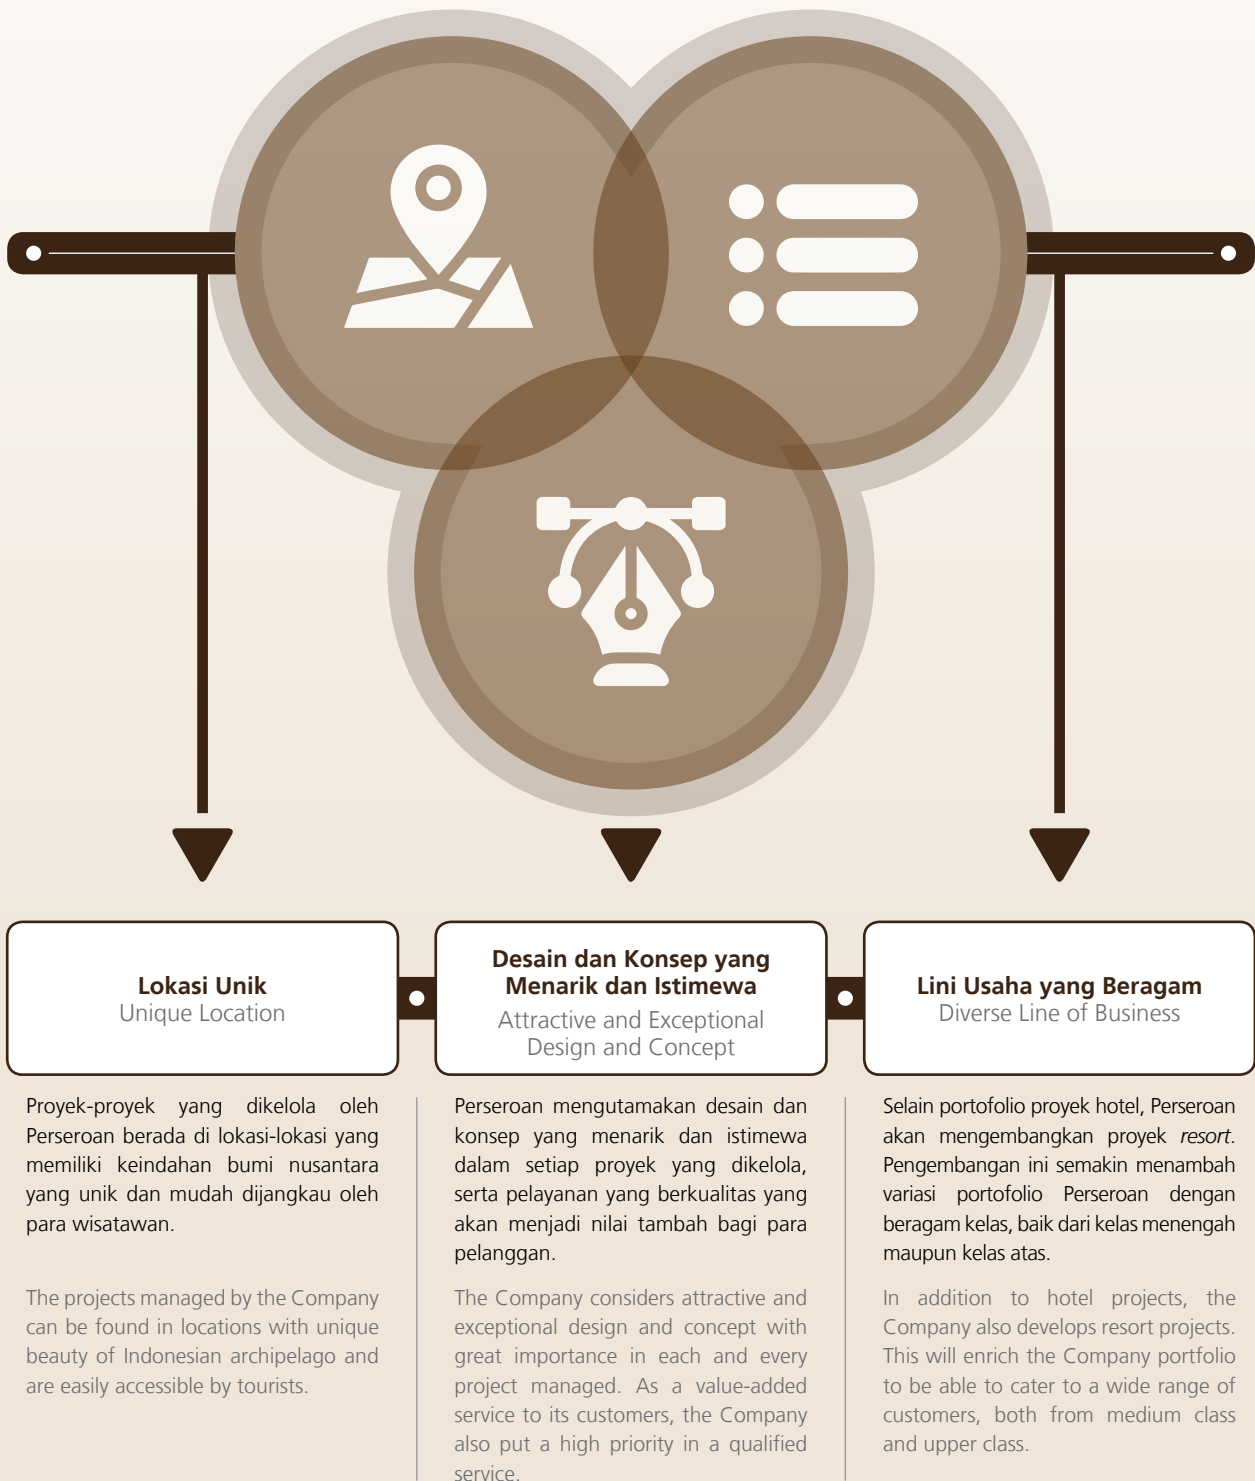 Lokasi Unik
Unique Location
Proyek-proyek yang dikelola oleh
Perseroan berada di lokasi-lokasi yang
memiliki keindahan bumi nusantara
yang unik dan mudah dijangkau oleh
para wisatawan.
The projects managed by the Company
can be found in locations with unique
beauty of Indonesian archipelago and
are easily accessible by tourists.
Desain dan Konsep yang
Menarik dan Istimewa
Attractive and Exceptional
Design and Concept
Perseroan mengutamakan desain dan
konsep yang menarik dan istimewa
dalam setiap proyek yang dikelola,
serta pelayanan yang berkualitas yang
akan menjadi nilai tambah bagi para
pelanggan.
The Company considers attractive and
exceptional design and concept with
great importance in each and every
project managed. As a value-added
service to its customers, the Company
also put a high priority in a qualified
service.
Lini Usaha yang Beragam
Diverse Line of Business
Selain portofolio proyek hotel, Perseroan
akan mengembangkan proyek resort.
Pengembangan ini semakin menambah
variasi portofolio Perseroan dengan
beragam kelas, baik dari kelas menengah
maupun kelas atas.
In addition to hotel projects, the
Company also develops resort projects.
This will enrich the Company portfolio
to be able to cater to a wide range of
customers, both from medium class
and upper class.